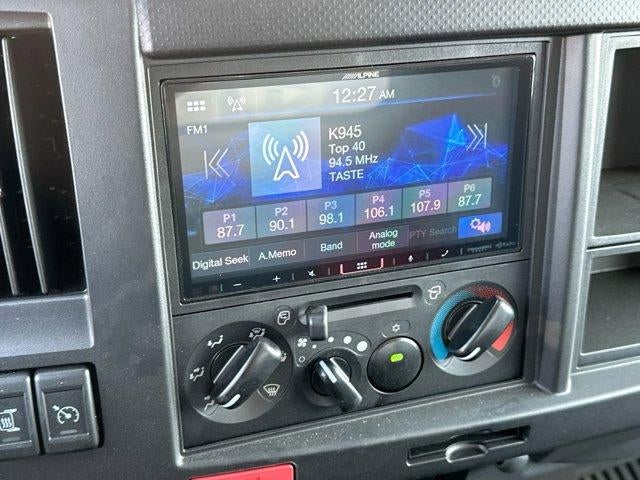 ALPINE
12:27 AM
FM1
K945
Top 40
94.5 MHz
TASTE
P1 P2 P3 P4 P5 P6
87.7 90.1 98.1 106.1 107.9 87.7
Digital Seek A.Memo Band Analog mode PTY Search